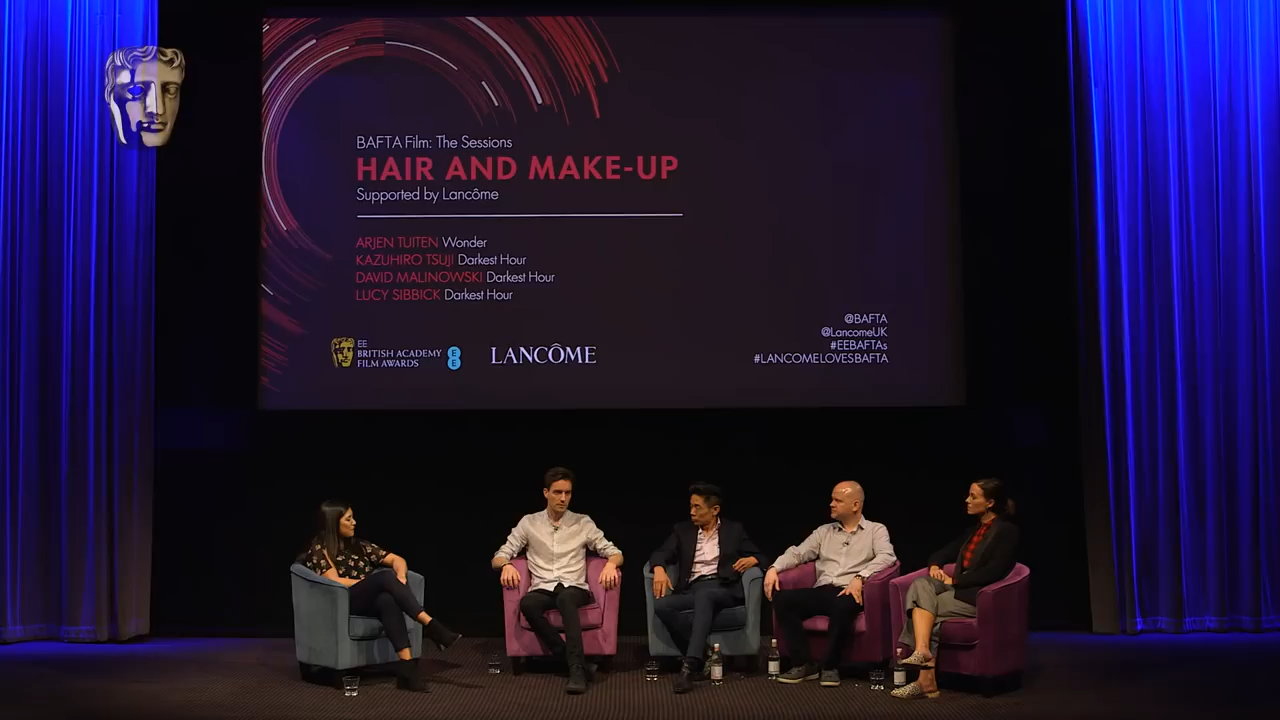 BAFTA Film: The Sessions
HAIR AND MAKE-UP
Supported by Lancôme
ARJEN TUITEN Wonder
KAZUHIRO TSUJI Darkest Hour
DAVID MALINOWSKI Darkest Hour
LUCY SIBBICK Darkest Hour
@BAFTA
@LancomeUK
#EEBAFTAs
#LANCOMELOVESBAFTA
EE
BRITISH ACADEMY
FILM AWARDS
EE
LANCÔME